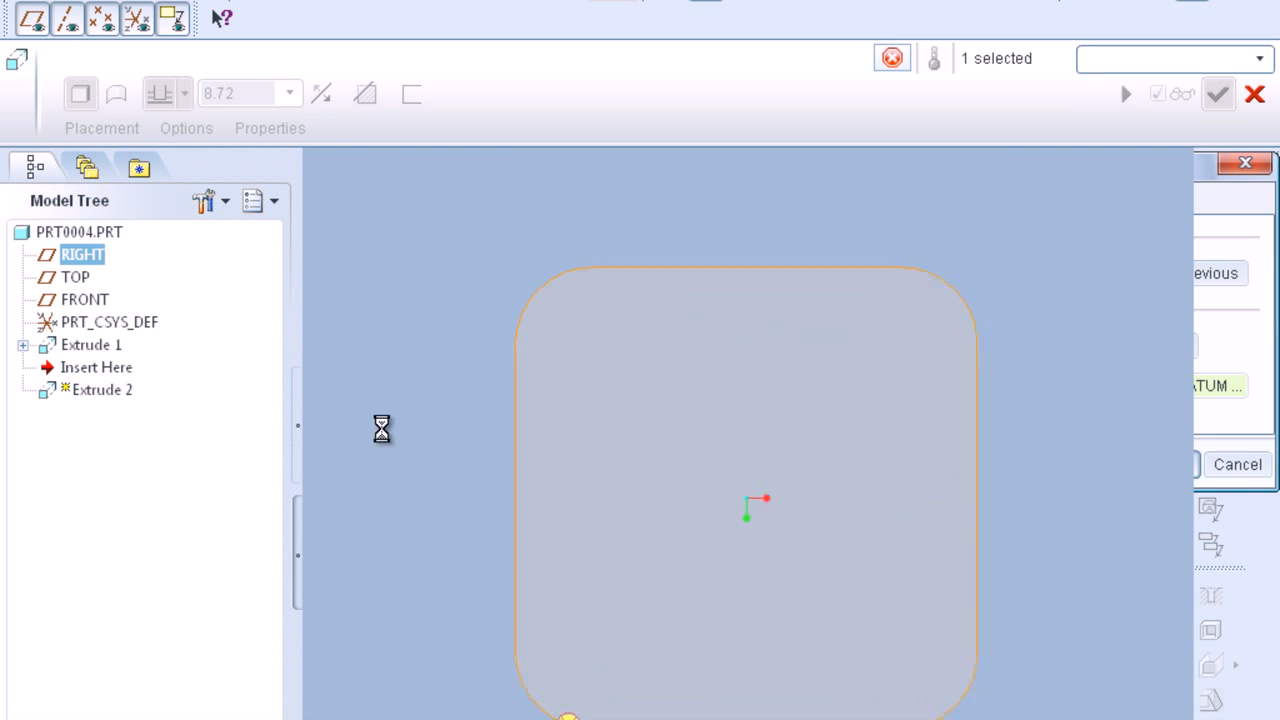 1 selected
8.72
Placement Options Properties
Model Tree
PRT0004.PRT
RIGHT
TOP
FRONT
PRT_CSYS_DEF
Extrude 1
Insert Here
Extrude 2
evious
ATUM ...
Cancel